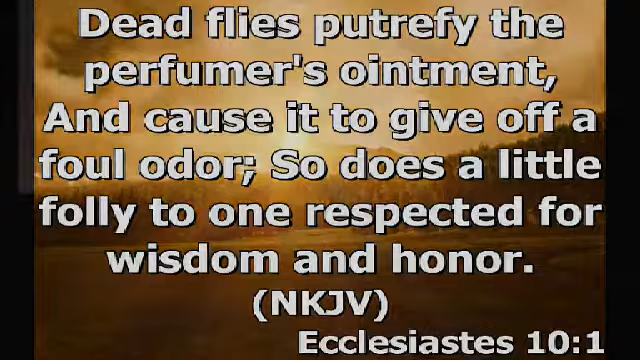 Dead flies putrefy the
perfumer's ointment,
And cause it to give off a
foul odor; So does a little
folly to one respected for
wisdom and honor.
(NKJV)
Ecclesiastes 10:1